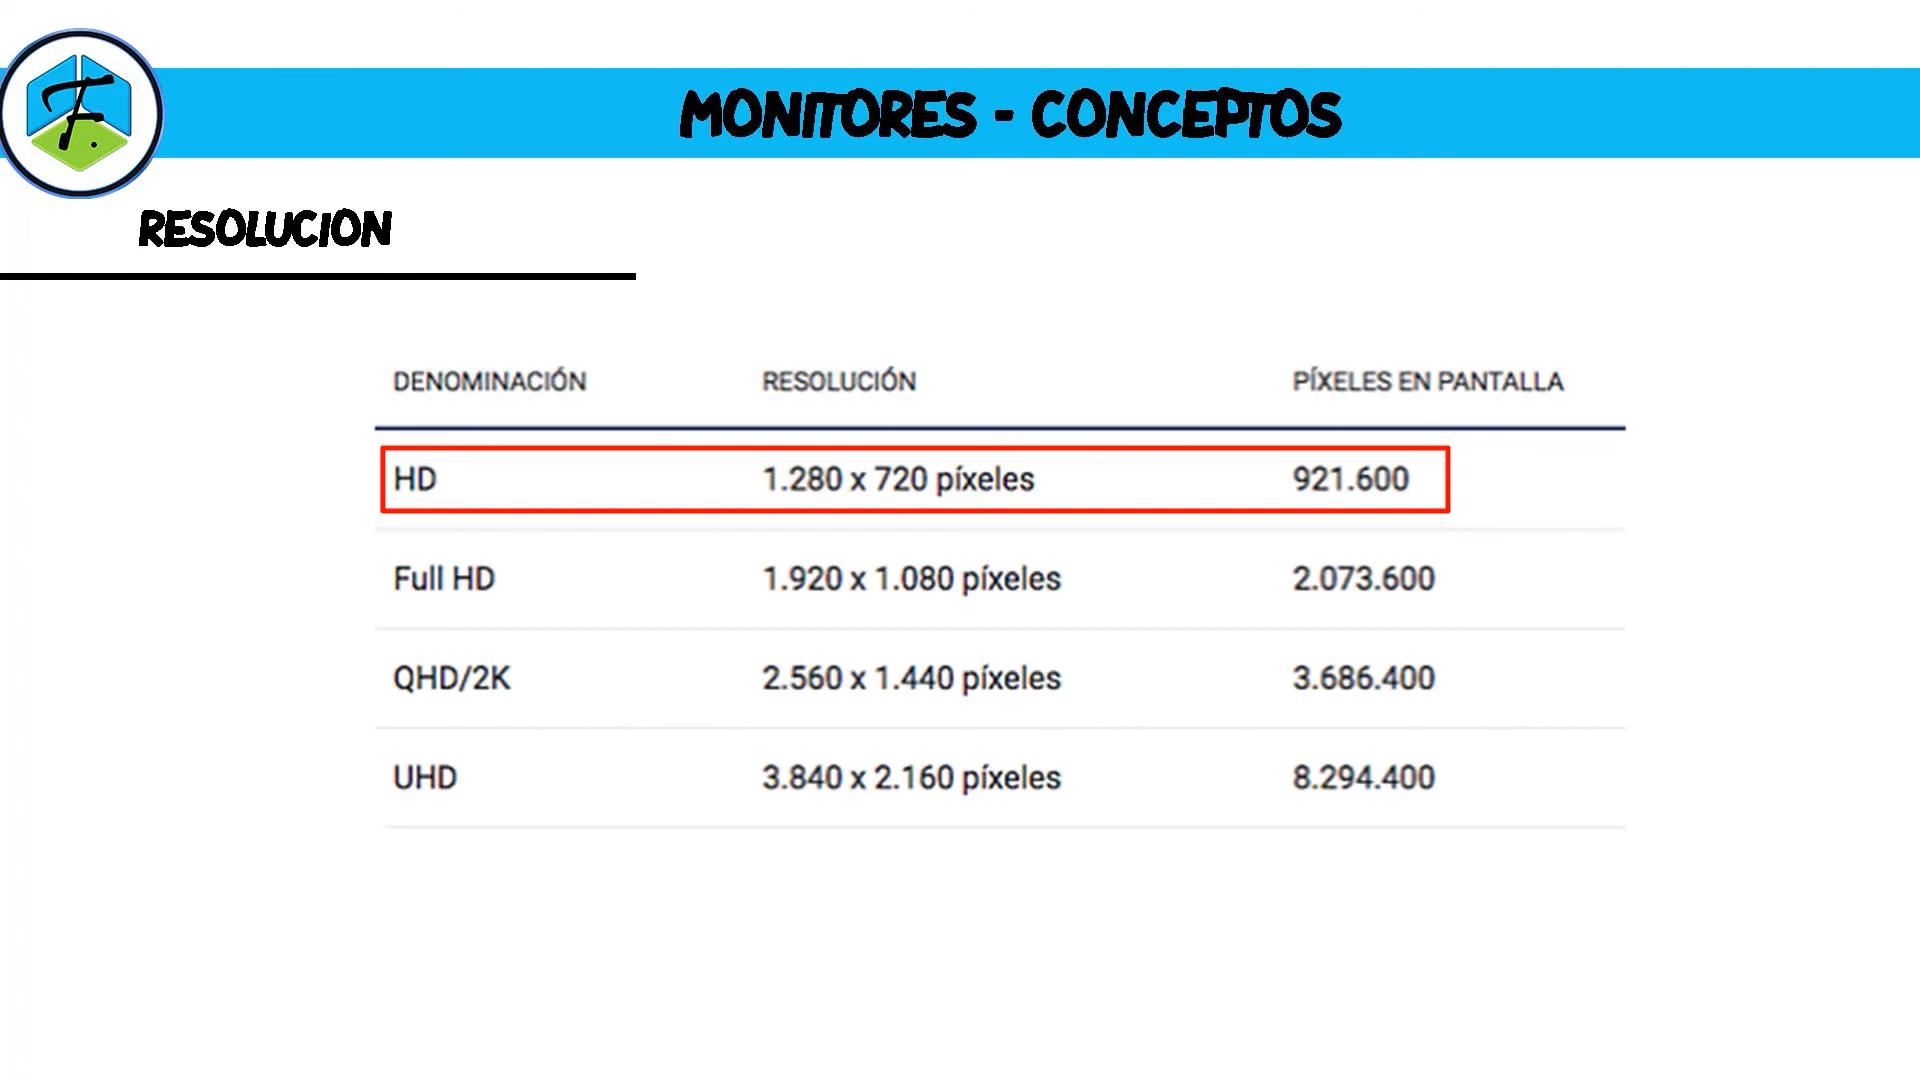 MONITORES - CONCEPTOS
RESOLUCION
DENOMINACIÓN RESOLUCIÓN PÍXELES EN PANTALLA
HD 1.280 x 720 píxeles 921.600
Full HD 1.920 x 1.080 píxeles 2.073.600
QHD/2K 2.560 x 1.440 píxeles 3.686.400
UHD 3.840 x 2.160 píxeles 8.294.400